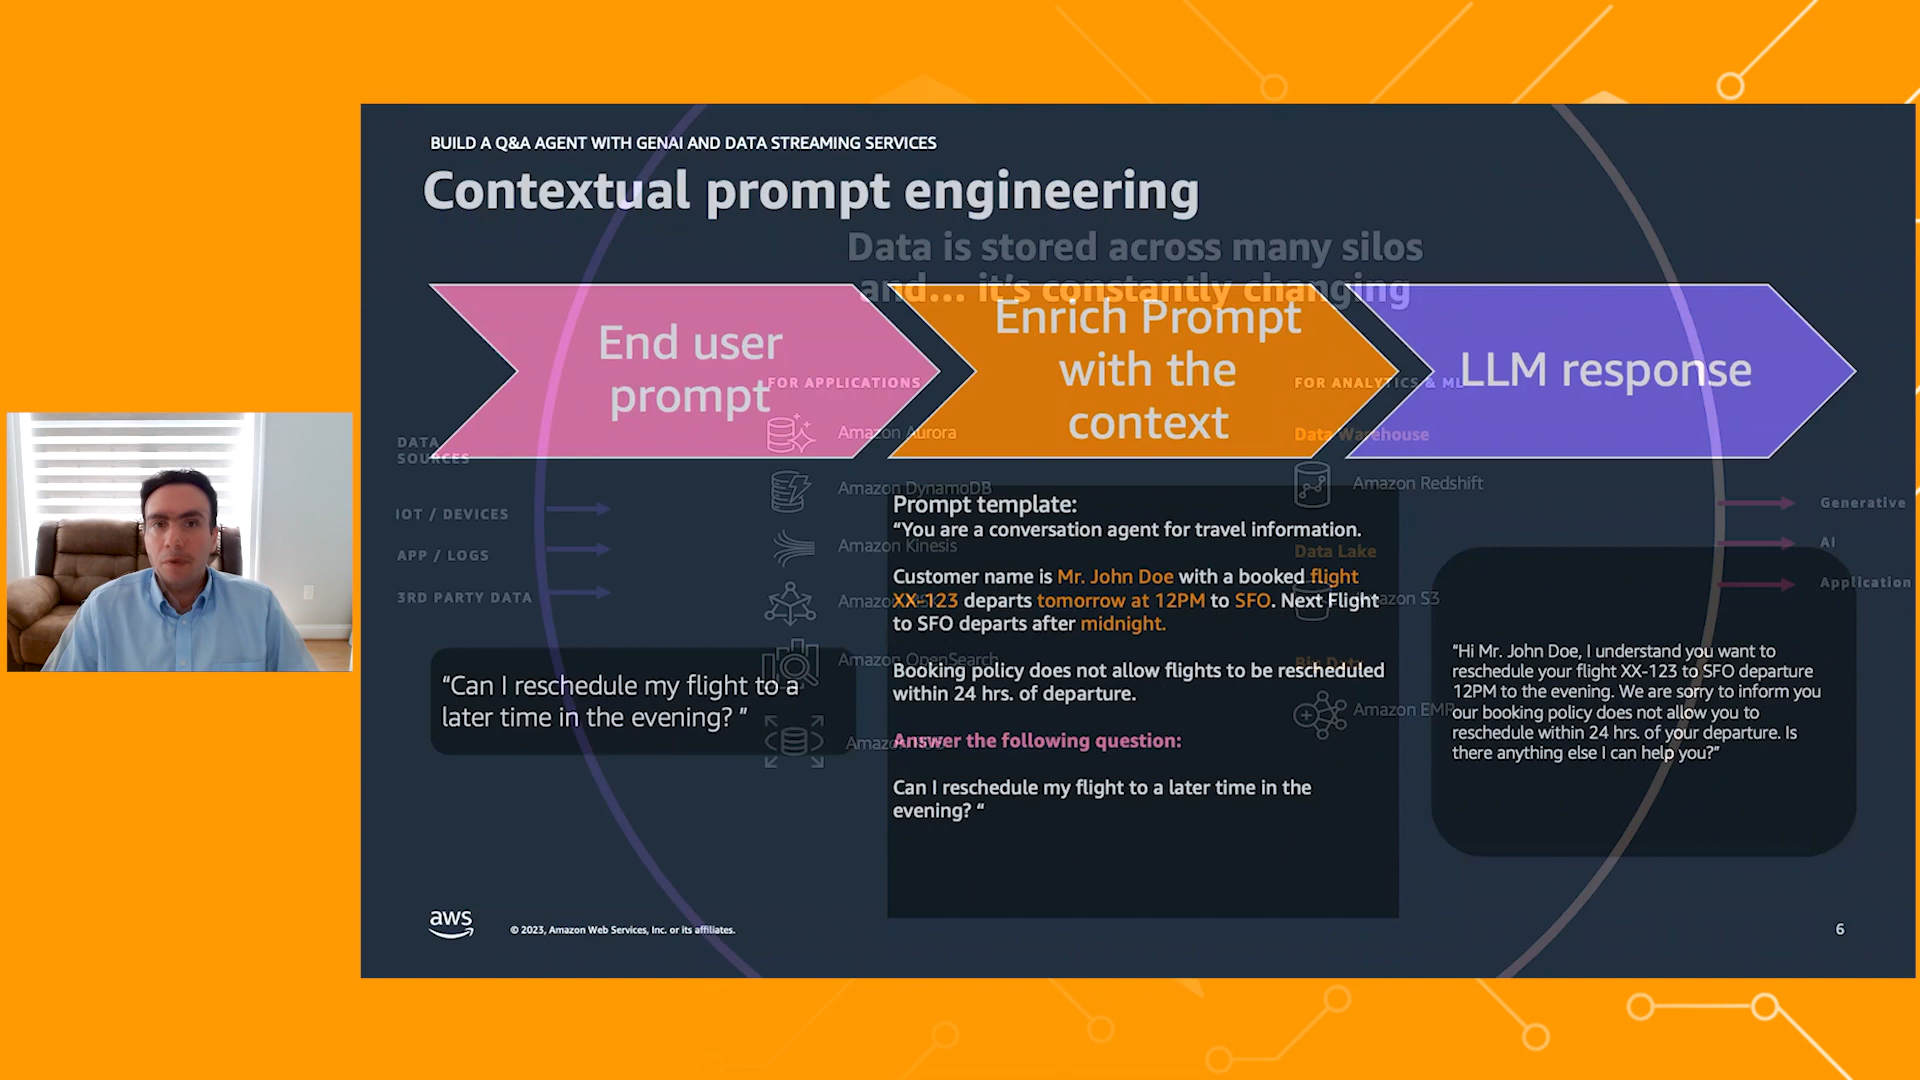 BUILD A Q&A AGENT WITH GENAI AND DATA STREAMING SERVICES
Contextual prompt engineering
Data is stored across many silos
and... it's constantly changing
End user
prompt
Enrich Prompt
with the
context
LLM response
FOR APPLICATIONS
FOR ANALYTICS & ML
DATA
SOURCES
IOT / DEVICES
APP / LOGS
3RD PARTY DATA
Amazon Aurora
Amazon DynamoDB
Amazon Kinesis
Amazon
Amazon OpenSearch
Amazon
Data Warehouse
Amazon Redshift
Data Lake
Amazon S3
Big Data
Amazon EMR
Generative
AI
Application
"Can I reschedule my flight to a
later time in the evening? "
Prompt template:
"You are a conversation agent for travel information.
Customer name is Mr. John Doe with a booked flight
XX-123 departs tomorrow at 12PM to SFO. Next Flight
to SFO departs after midnight.
Booking policy does not allow flights to be rescheduled
within 24 hrs. of departure.
Answer the following question:
Can I reschedule my flight to a later time in the
evening? "
"Hi Mr. John Doe, I understand you want to
reschedule your flight XX-123 to SFO departure
12PM to the evening. We are sorry to inform you
our booking policy does not allow you to
reschedule within 24 hrs. of your departure. Is
there anything else I can help you?"
aws
© 2023, Amazon Web Services, Inc. or its affiliates.
6